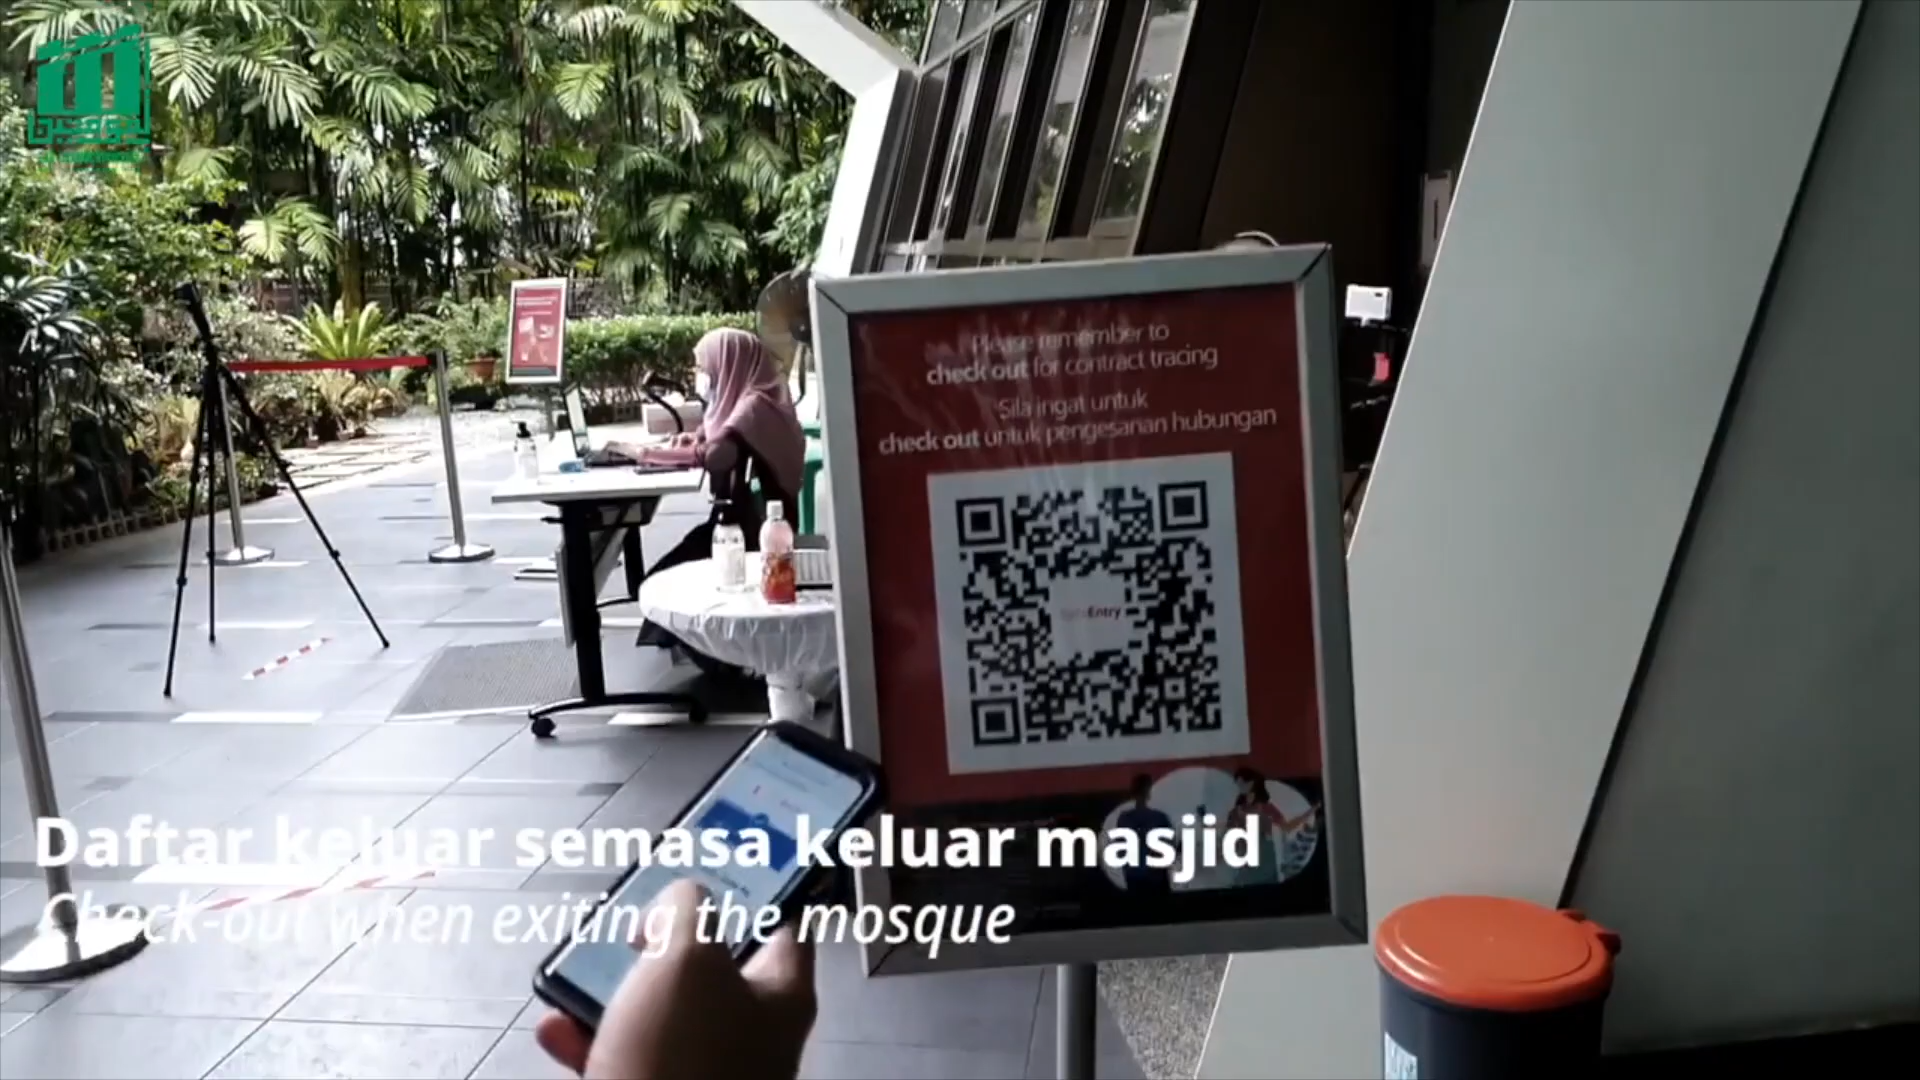 Please remember to
check out for contract tracing
Sila ingat untuk
check out untuk pengesanan hubungan
SafeEntry
Daftar keluar semasa keluar masjid
Check-out when exiting the mosque